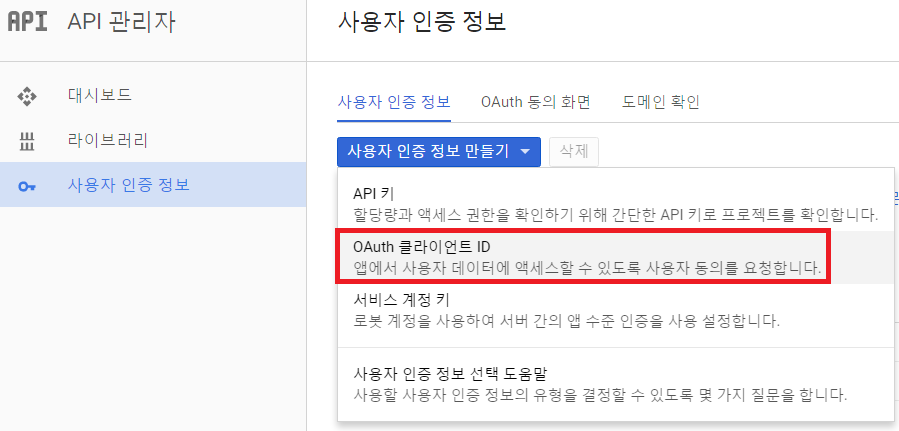 API API 관리자
사용자 인증 정보
대시보드
라이브러리
사용자 인증 정보
사용자 인증 정보 OAuth 동의 화면 도메인 확인
사용자 인증 정보 만들기 삭제
API 키
할당량과 액세스 권한을 확인하기 위해 간단한 API 키로 프로젝트를 확인합니다.
OAuth 클라이언트 ID
앱에서 사용자 데이터에 액세스할 수 있도록 사용자 동의를 요청합니다.
서비스 계정 키
로봇 계정을 사용하여 서버 간의 앱 수준 인증을 사용 설정합니다.
사용자 인증 정보 선택 도움말
사용할 사용자 인증 정보의 유형을 결정할 수 있도록 몇 가지 질문을 합니다.